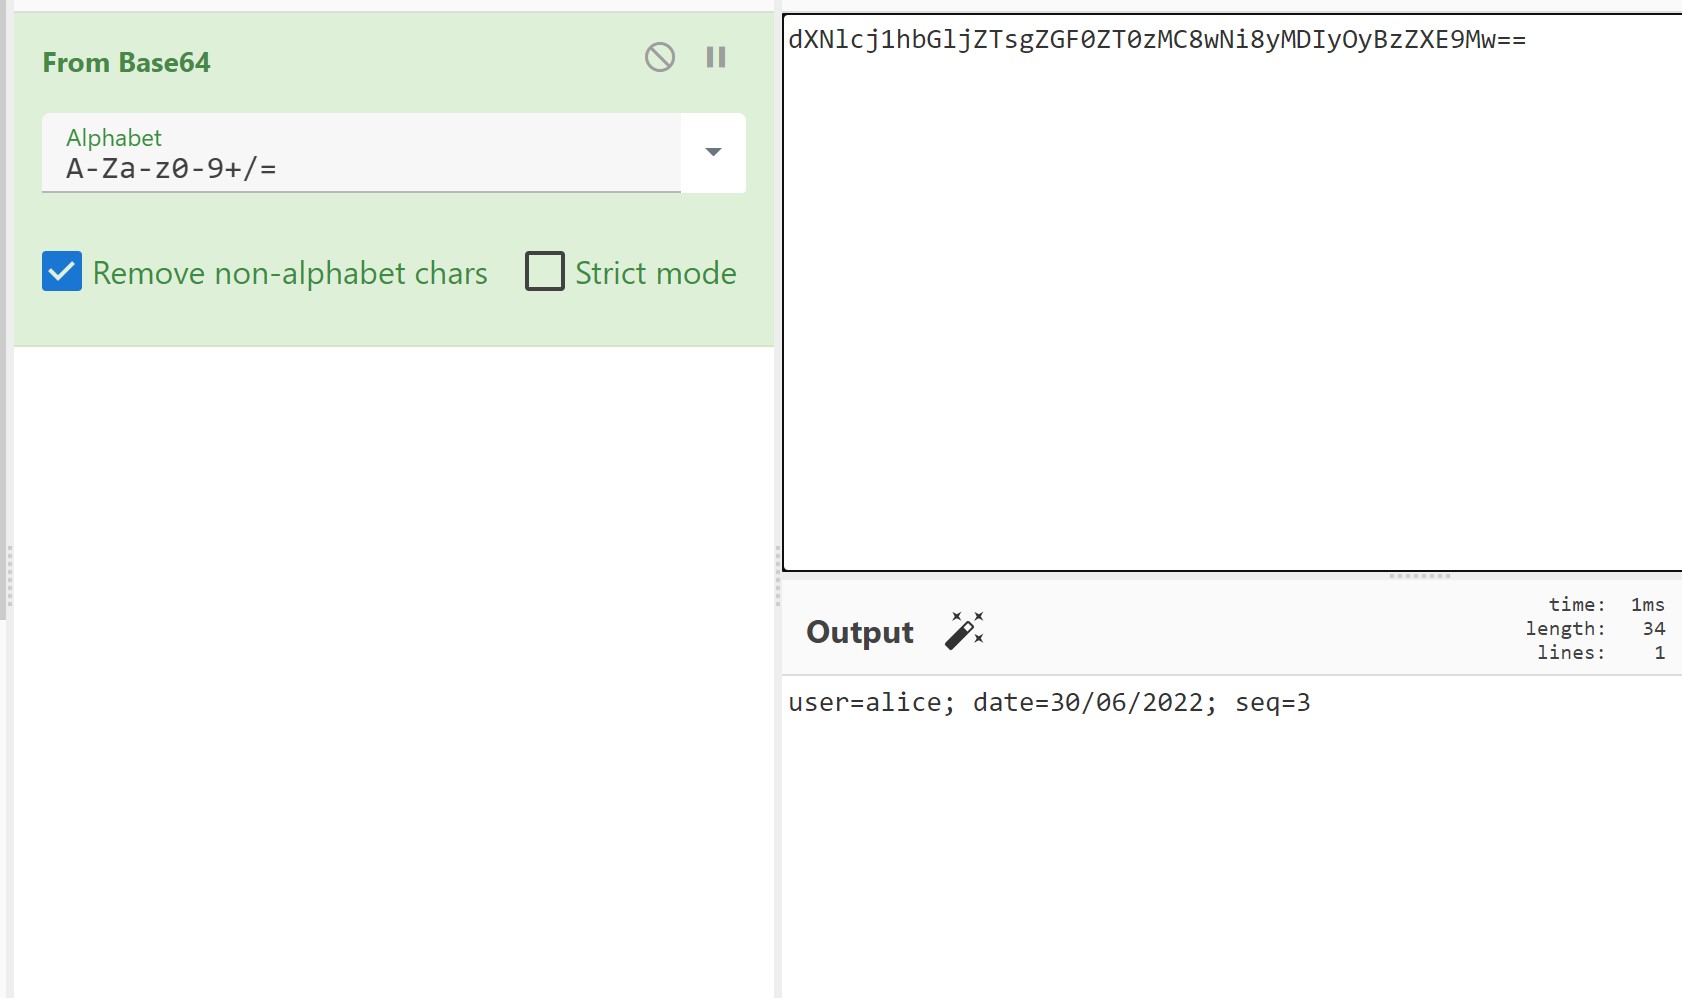 From Base64
Alphabet
A-Za-z0-9+/=
Remove non-alphabet chars
Strict mode
dXNlcj1hbGljZTsgZGF0ZT0zMC8wNi8yMDIyOyBzZXE9Mw==
Output
time: 1ms
length: 34
lines: 1
user=alice; date=30/06/2022; seq=3